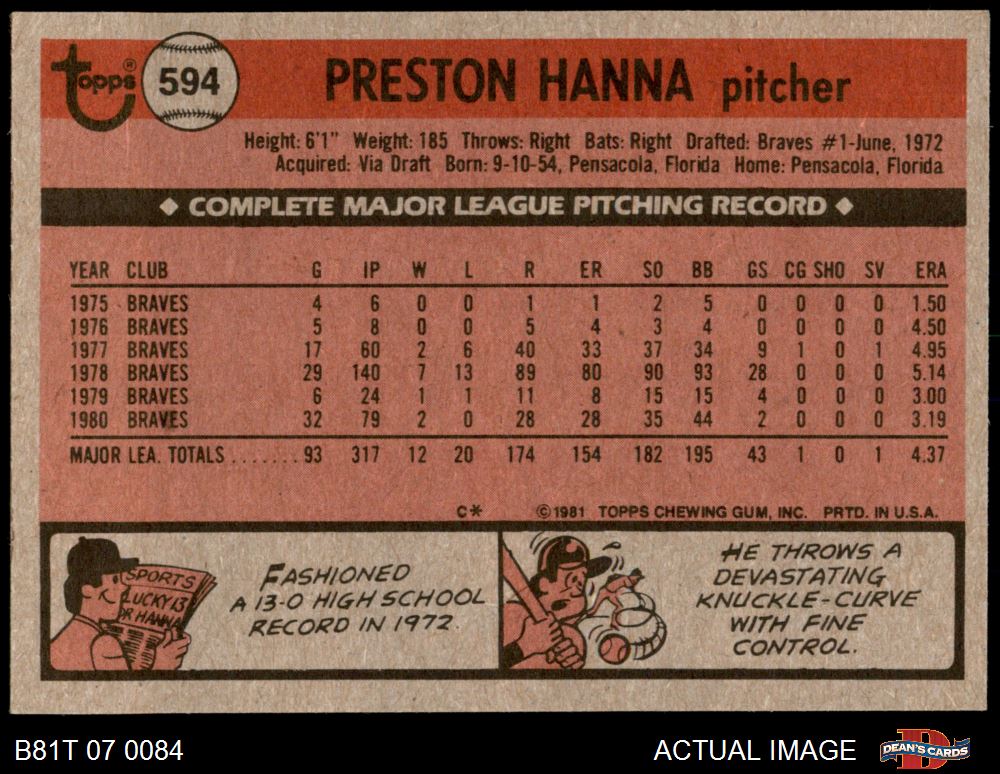 topps®
594
PRESTON HANNA pitcher
Height: 6'1" Weight: 185 Throws: Right Bats: Right Drafted: Braves #1-June, 1972
Acquired: Via Draft Born: 9-10-54, Pensacola, Florida Home: Pensacola, Florida
◆ COMPLETE MAJOR LEAGUE PITCHING RECORD ◆
YEAR CLUB G IP W L R ER SO BB GS CG SHO SV ERA
1975 BRAVES 4 6 0 0 1 1 2 5 0 0 0 0 1.50
1976 BRAVES 5 8 0 0 5 4 3 4 0 0 0 0 4.50
1977 BRAVES 17 60 2 6 40 33 37 34 9 1 0 1 4.95
1978 BRAVES 29 140 7 13 89 80 90 93 28 0 0 0 5.14
1979 BRAVES 6 24 1 1 11 8 15 15 4 0 0 0 3.00
1980 BRAVES 32 79 2 0 28 28 35 44 2 0 0 0 3.19
MAJOR LEA. TOTALS ....... 93 317 12 20 174 154 182 195 43 1 0 1 4.37
C* ©1981 TOPPS CHEWING GUM, INC. PRTD. IN U.S.A.
SPORTS
LUCKY 13
OR HANNA
FASHIONED
A 13-0 HIGH SCHOOL
RECORD IN 1972.
HE THROWS A
DEVASTATING
KNUCKLE-CURVE
WITH FINE
CONTROL.
B81T 07 0084
ACTUAL IMAGE
DEAN'S CARDS